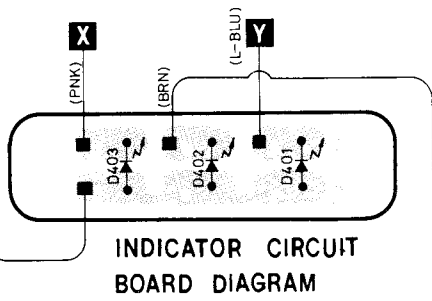 X
Y
(PNK)
(BRN)
(L-BLU)
D403
D402
D401
INDICATOR CIRCUIT
BOARD DIAGRAM